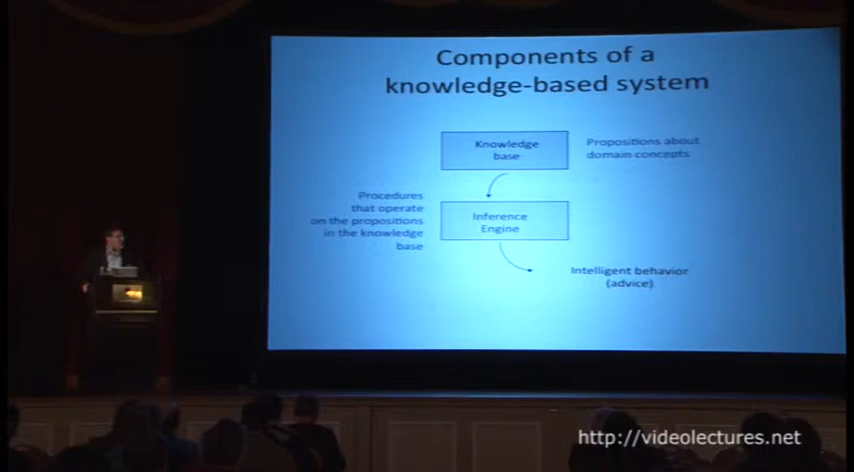 Components of a
knowledge-based system
Knowledge
base
Propositions about
domain concepts
Procedures
that operate
on the propositions
in the knowledge
base
Inference
Engine
Intelligent behavior
(advice)
http://videolectures.net